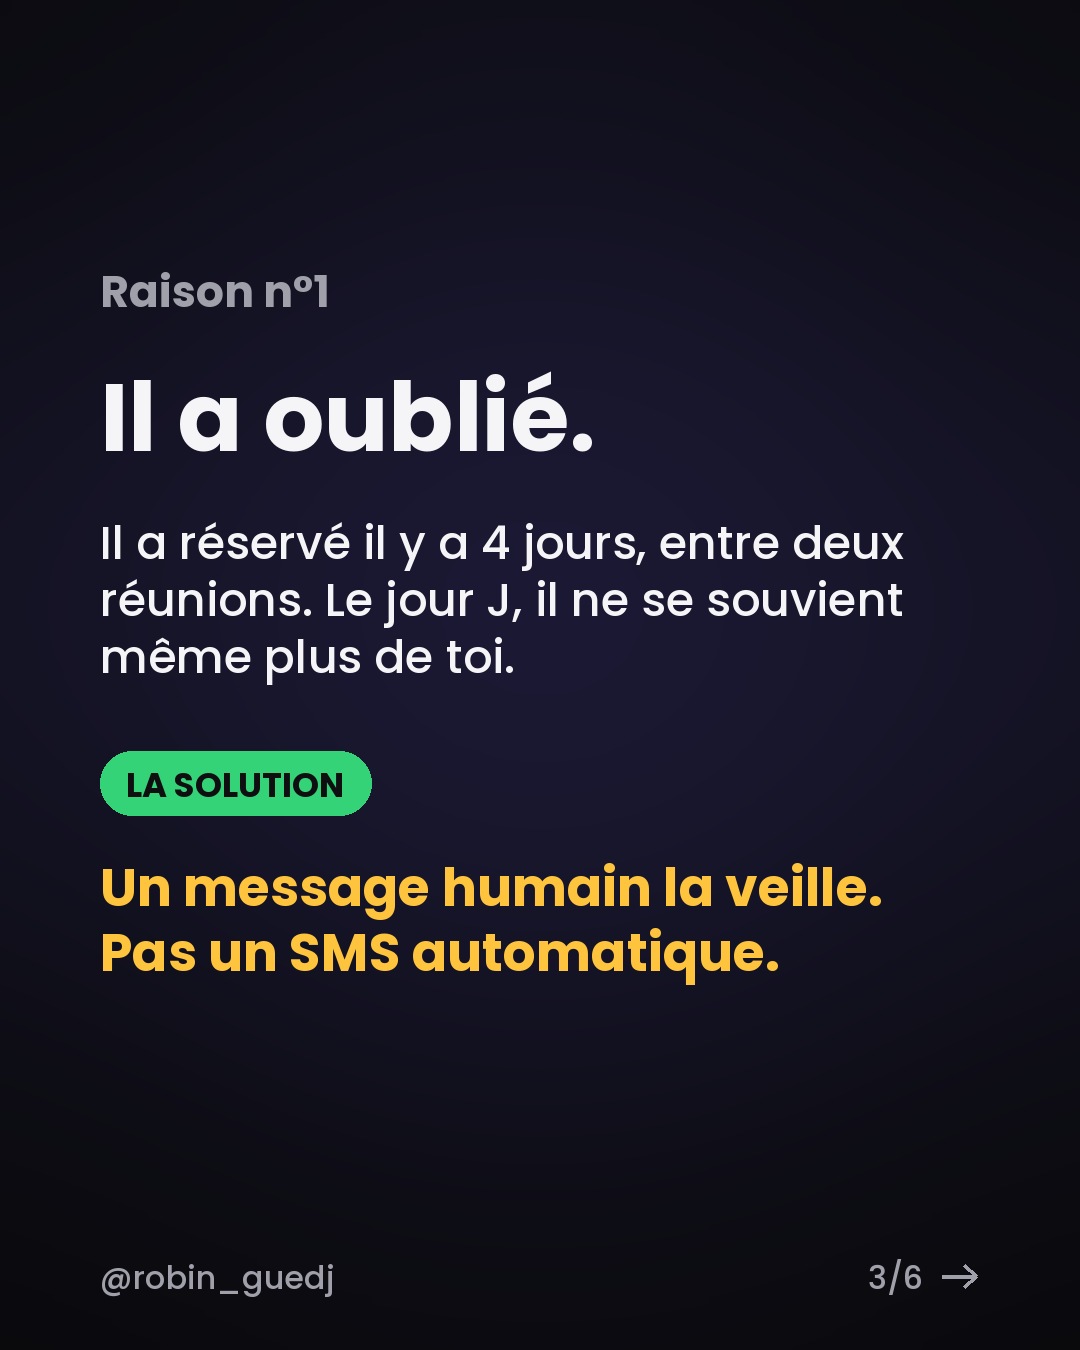 Raison n°1
Il a oublié.
Il a réservé il y a 4 jours, entre deux
réunions. Le jour J, il ne se souvient
même plus de toi.
LA SOLUTION
Un message humain la veille.
Pas un SMS automatique.
@robin_guedj
3/6 →